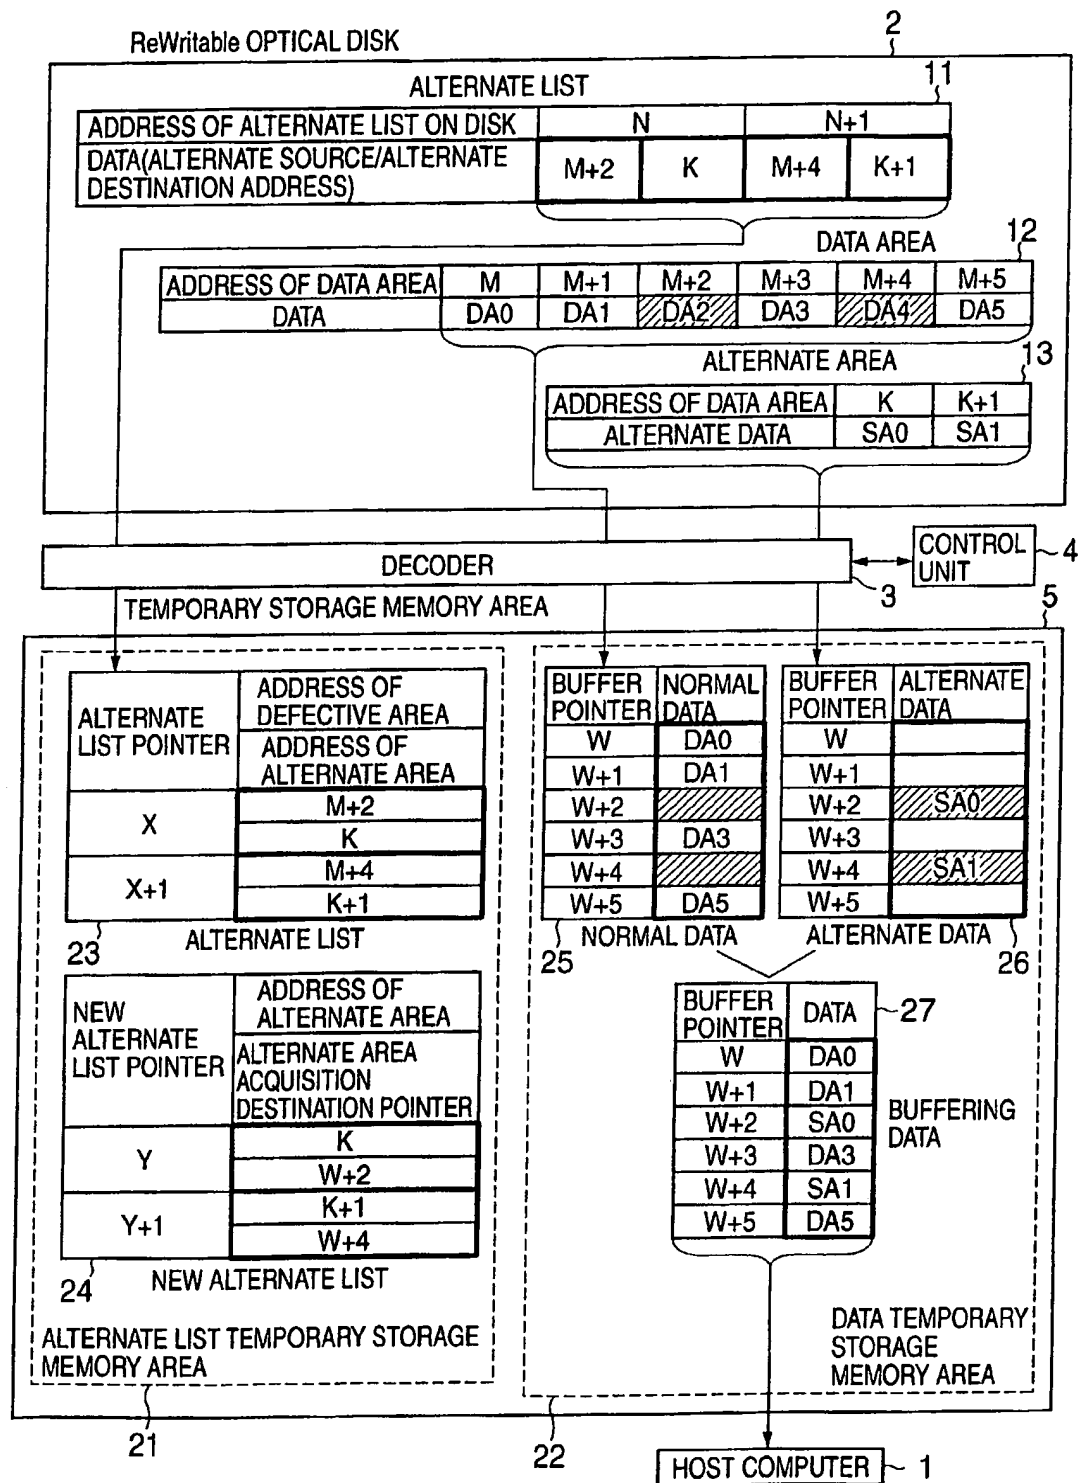 ReWritable OPTICAL DISK
2
ALTERNATE LIST
11
ADDRESS OF ALTERNATE LIST ON DISK N N+1
DATA(ALTERNATE SOURCE/ALTERNATE
DESTINATION ADDRESS)
M+2 K M+4 K+1
DATA AREA
12
ADDRESS OF DATA AREA M M+1 M+2 M+3 M+4 M+5
DATA DA0 DA1 DA2 DA3 DA4 DA5
ALTERNATE AREA
13
ADDRESS OF DATA AREA K K+1
ALTERNATE DATA SA0 SA1
DECODER
3
CONTROL
UNIT
4
TEMPORARY STORAGE MEMORY AREA
5
ALTERNATE
LIST POINTER
ADDRESS OF
DEFECTIVE AREA
ADDRESS OF
ALTERNATE AREA
X
M+2
K
X+1
M+4
K+1
23
ALTERNATE LIST
NEW
ALTERNATE
LIST POINTER
ADDRESS OF
ALTERNATE AREA
ALTERNATE AREA
ACQUISITION
DESTINATION POINTER
Y
K
W+2
Y+1
K+1
W+4
24
NEW ALTERNATE LIST
ALTERNATE LIST TEMPORARY STORAGE
MEMORY AREA
21
BUFFER
POINTER
NORMAL
DATA
W DA0
W+1 DA1
W+2
W+3 DA3
W+4
W+5 DA5
25
NORMAL DATA
BUFFER
POINTER
ALTERNATE
DATA
W
W+1
W+2 SA0
W+3
W+4 SA1
W+5
ALTERNATE DATA
26
BUFFER
POINTER
DATA
27
W DA0
W+1 DA1
W+2 SA0
W+3 DA3
W+4 SA1
W+5 DA5
BUFFERING
DATA
DATA TEMPORARY
STORAGE
MEMORY AREA
22
HOST COMPUTER
1